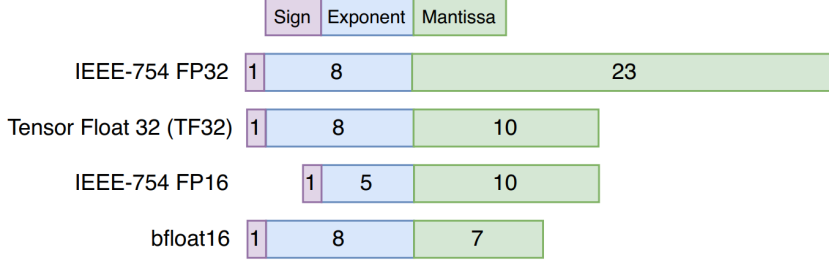 Sign Exponent Mantissa
IEEE-754 FP32 1 8 23
Tensor Float 32 (TF32) 1 8 10
IEEE-754 FP16 1 5 10
bfloat16 1 8 7